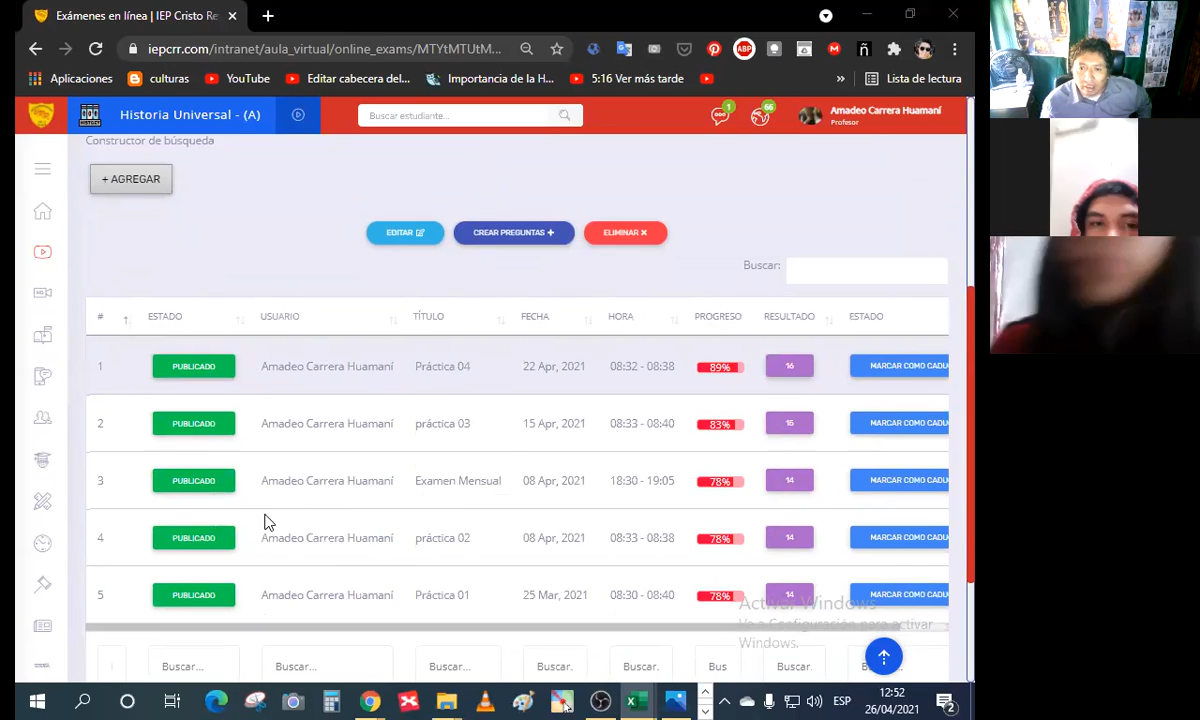 Exámenes en línea | IEP Cristo Re
iepcrr.com/intranet/aula_virtual/online_exams/MTYtMTUtM...
Aplicaciones culturas YouTube Editar cabecera del... Importancia de la H... 5:16 Ver más tarde » Lista de lectura
Historia Universal - (A) Buscar estudiante... 1 66 Amadeo Carrera Huamaní
Profesor
Constructor de búsqueda
+ AGREGAR
EDITAR CREAR PREGUNTAS + ELIMINAR ✖
Buscar:
# ESTADO USUARIO TÍTULO FECHA HORA PROGRESO RESULTADO ESTADO
1 PUBLICADO Amadeo Carrera Huamaní Práctica 04 22 Apr, 2021 08:32 - 08:38 89% 16 MARCAR COMO CADU
2 PUBLICADO Amadeo Carrera Huamaní práctica 03 15 Apr, 2021 08:33 - 08:40 83% 15 MARCAR COMO CADU
3 PUBLICADO Amadeo Carrera Huamaní Examen Mensual 08 Apr, 2021 18:30 - 19:05 78% 14 MARCAR COMO CADU
4 PUBLICADO Amadeo Carrera Huamaní práctica 02 08 Apr, 2021 08:33 - 08:38 78% 14 MARCAR COMO CADU
5 PUBLICADO Amadeo Carrera Huamaní Práctica 01 25 Mar, 2021 08:30 - 08:40 78% 14 MARCAR COMO CADU
Activar Windows
Ve a Configuración para activar
Windows.
Buscar... Buscar... Buscar... Buscar. Buscar. Bus Buscar. Buscar...
ESP 12:52
26/04/2021 2